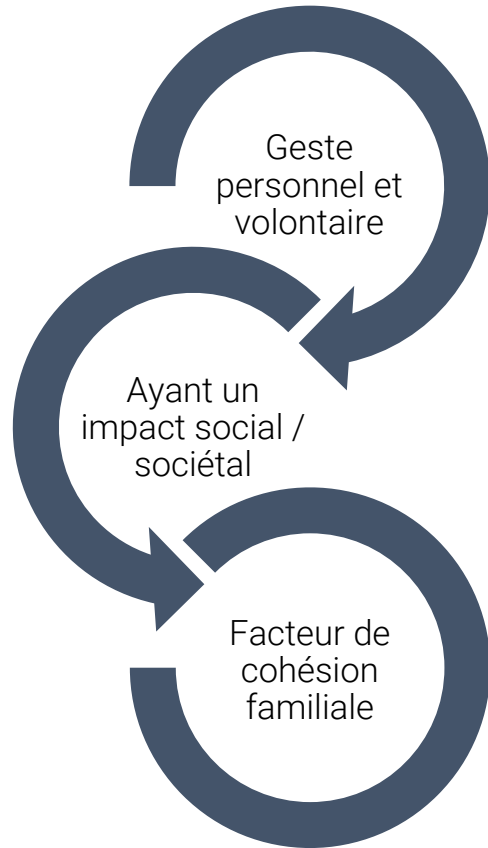 Geste
personnel et
volontaire
Ayant un
impact social /
sociétal
Facteur de
cohésion
familiale